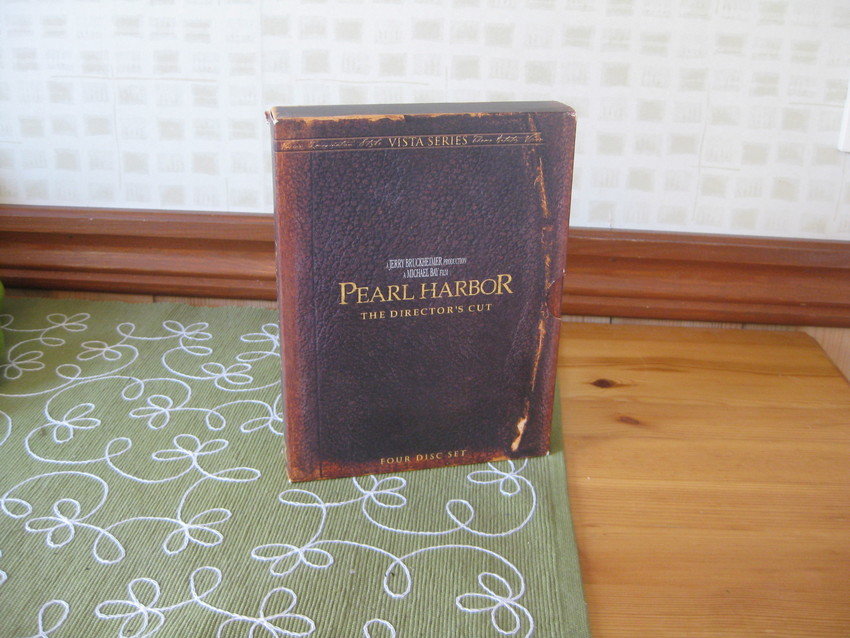 VISTA SERIES
A JERRY BRUCKHEIMER PRODUCTION
A MICHAEL BAY FILM
PEARL HARBOR
THE DIRECTOR'S CUT
FOUR DISC SET